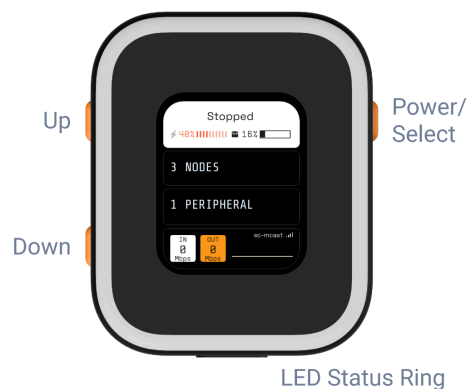 Up
Down
Power/
Select
Stopped
40% 16%
3 NODES
1 PERIPHERAL
IN OUT sc-mcast
0 0
Mbps Mbps
LED Status Ring